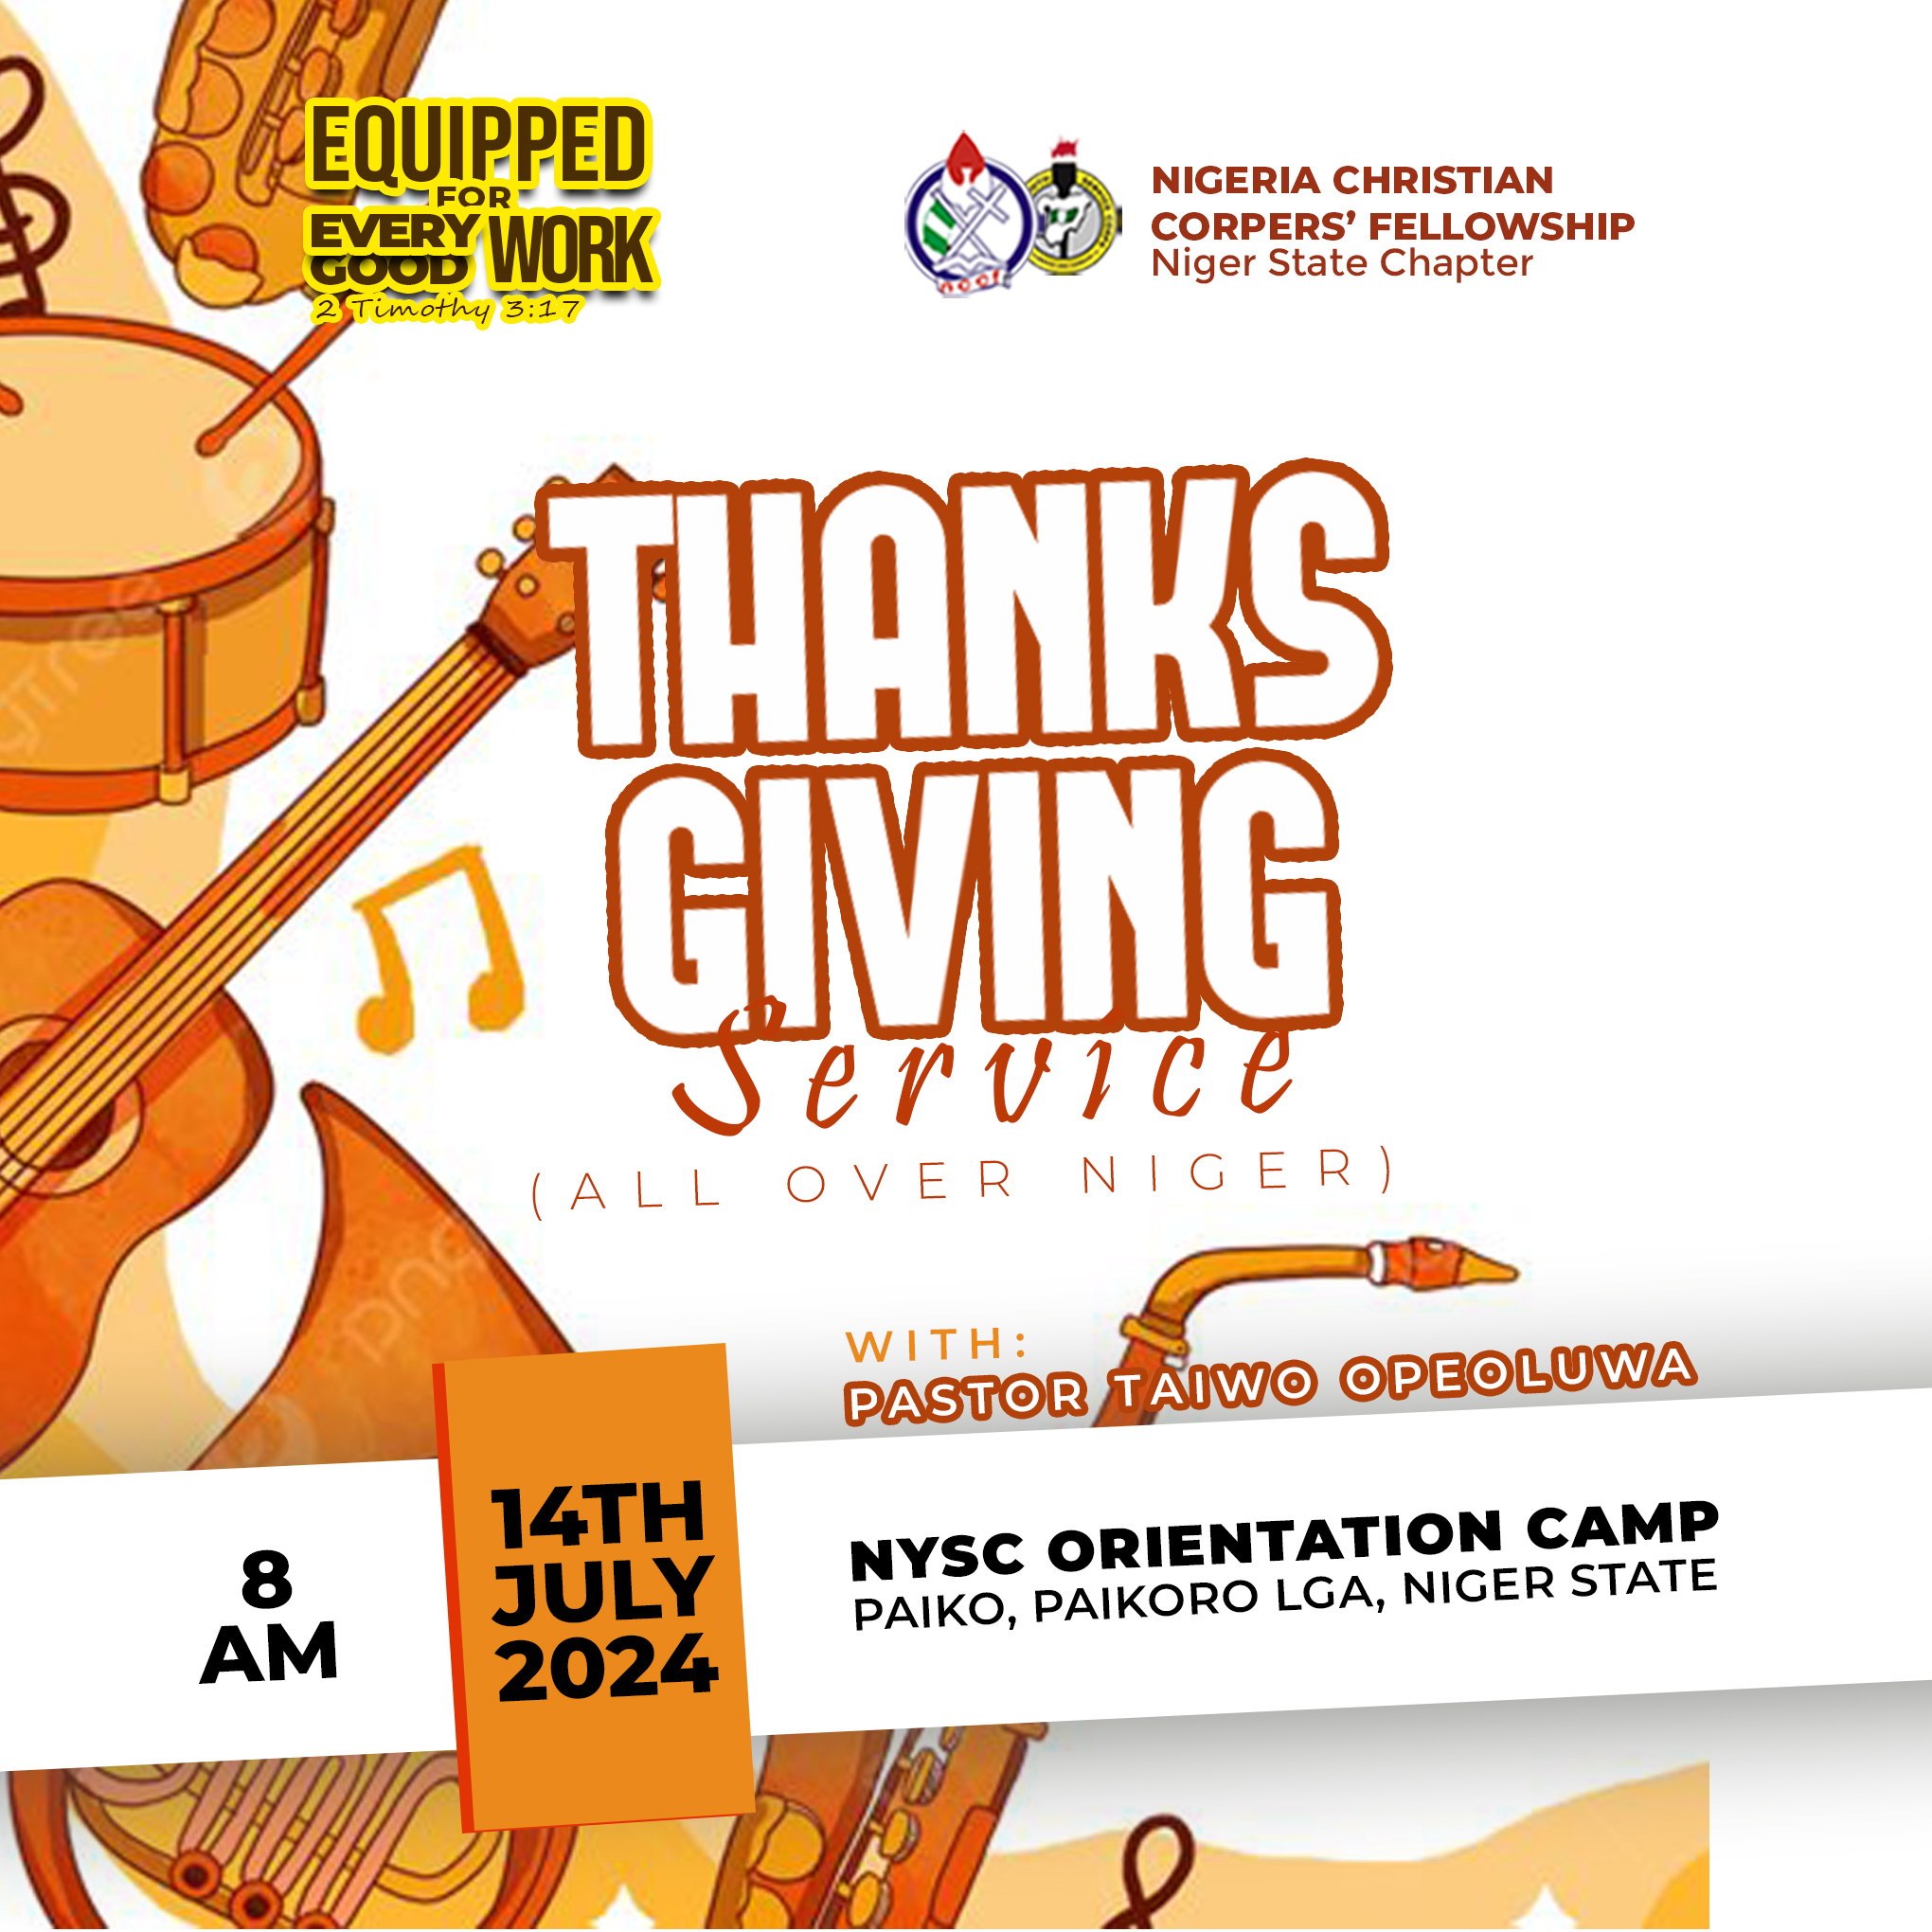 EQUIPPED
FOR
EVERY
GOOD WORK
2 Timothy 3:17
NIGERIA CHRISTIAN
CORPERS’ FELLOWSHIP
Niger State Chapter
THANKS
GIVING
Service
(ALL OVER NIGER)
WITH:
PASTOR TAIWO OPEOLUWA
8
AM
14TH
JULY
2024
NYSC ORIENTATION CAMP
PAIKO, PAIKORO LGA, NIGER STATE